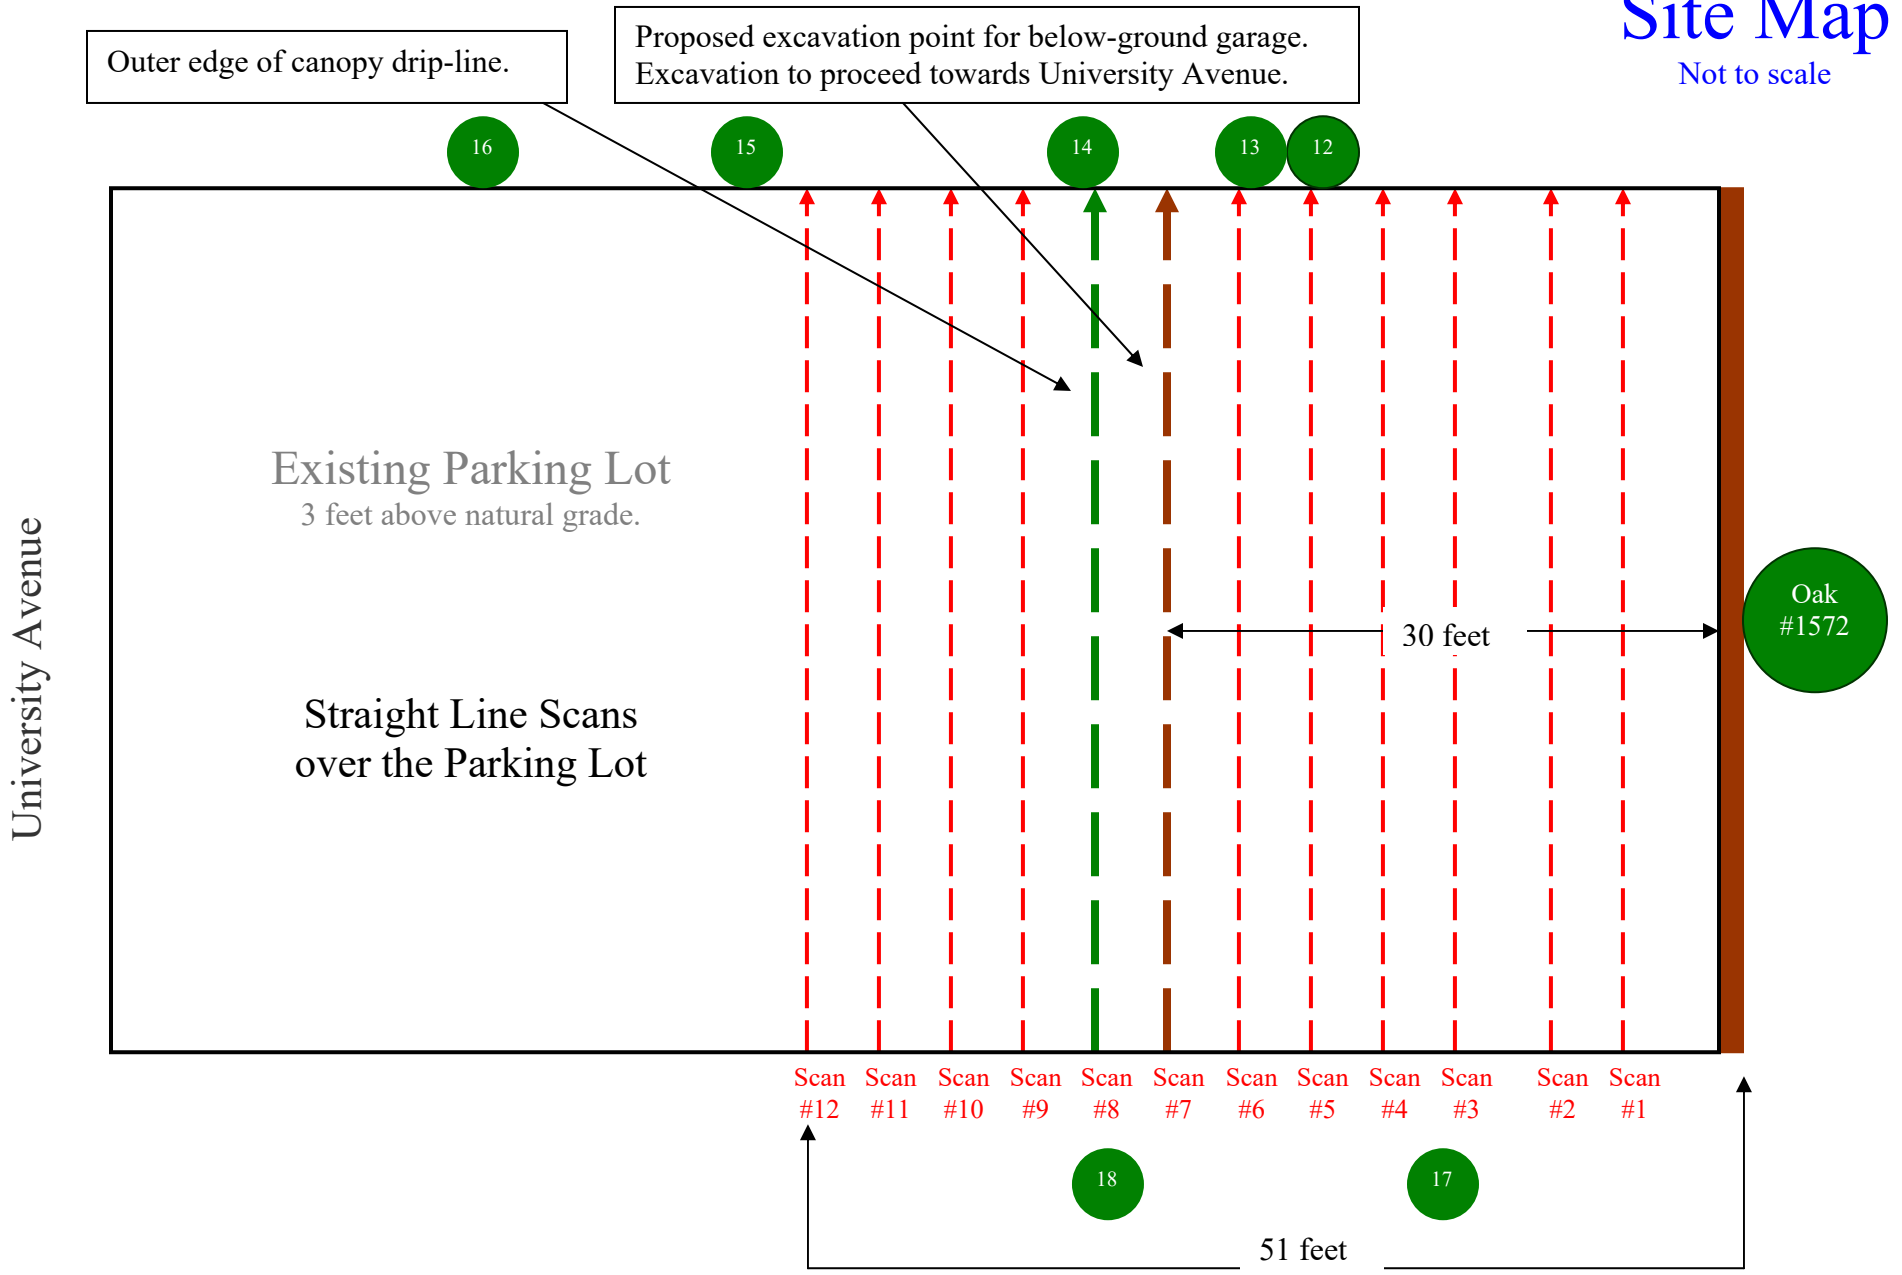 Site Map
Not to scale
Outer edge of canopy drip-line.
Proposed excavation point for below-ground garage.
Excavation to proceed towards University Avenue.
16
15
14
13
12
Existing Parking Lot
3 feet above natural grade.
University Avenue
Straight Line Scans
over the Parking Lot
30 feet
Oak
#1572
Scan
#12
Scan
#11
Scan
#10
Scan
#9
Scan
#8
Scan
#7
Scan
#6
Scan
#5
Scan
#4
Scan
#3
Scan
#2
Scan
#1
18
17
51 feet